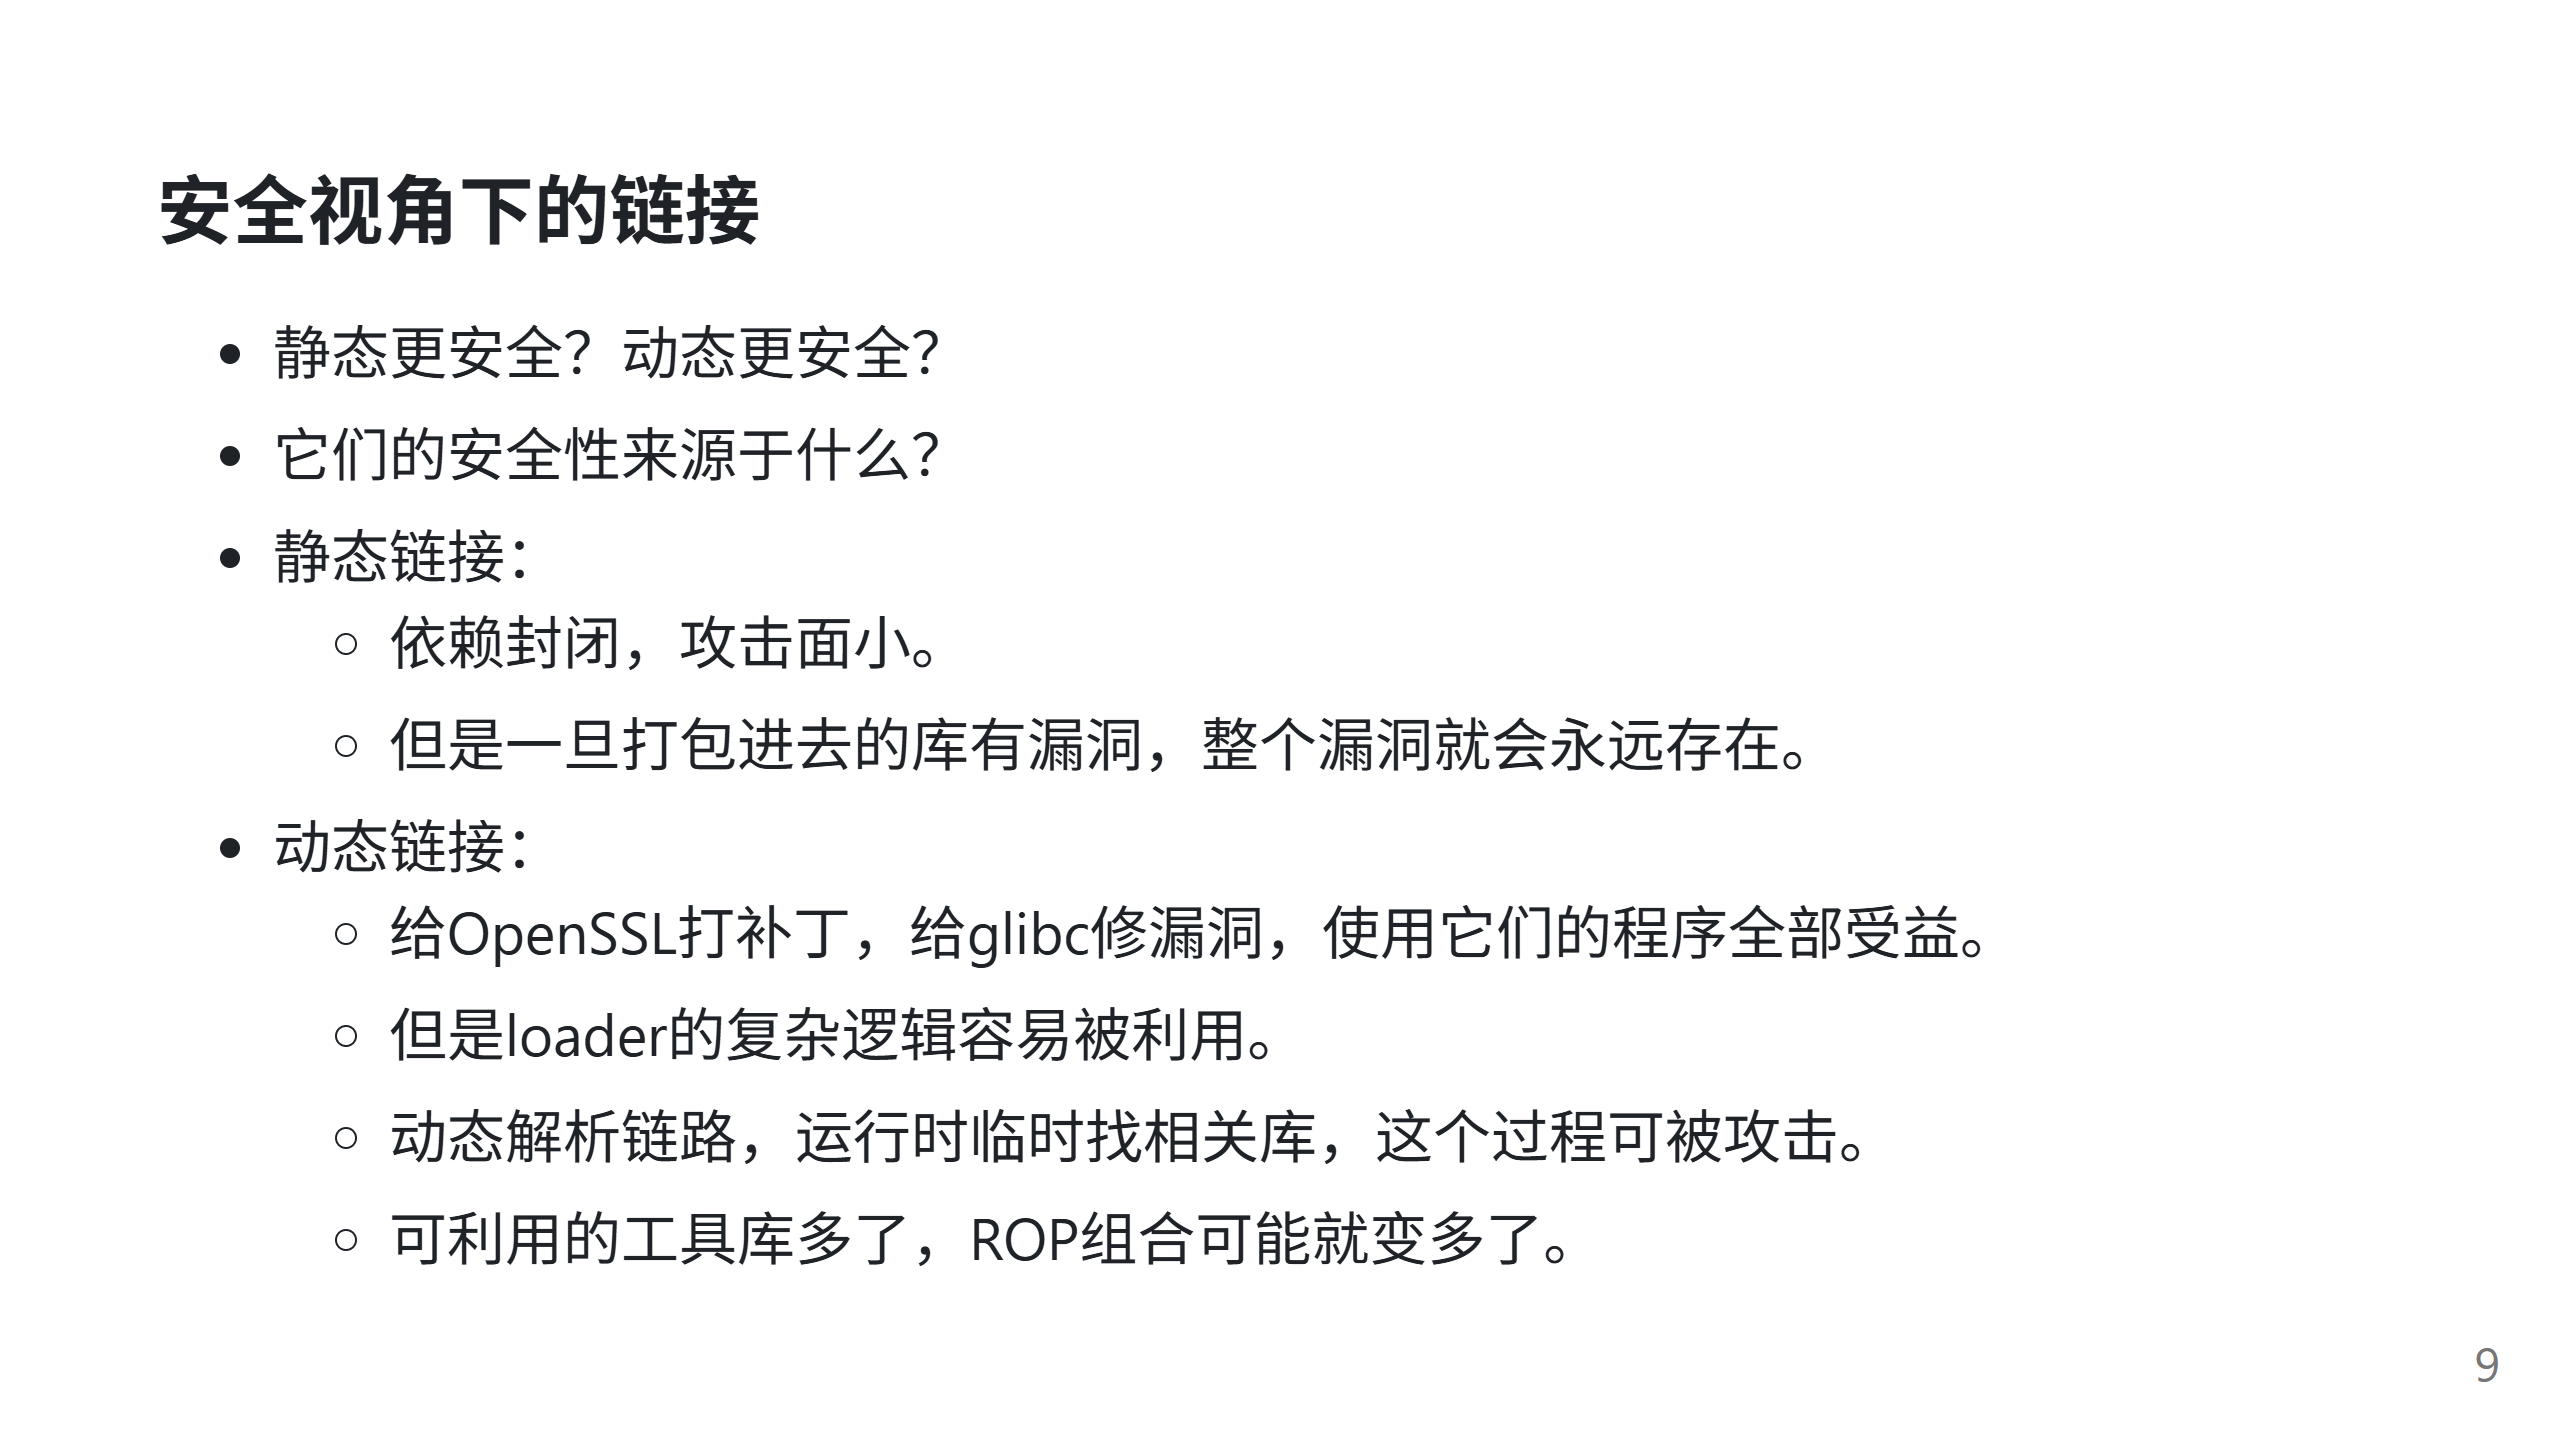 安全视角下的链接
静态更安全？动态更安全？
它们的安全性来源于什么？
静态链接：
依赖封闭，攻击面小。
但是一旦打包进去的库有漏洞，整个漏洞就会永远存在。
动态链接：
给OpenSSL打补丁，给glibc修漏洞，使用它们的程序全部受益。
但是loader的复杂逻辑容易被利用。
动态解析链路，运行时临时找相关库，这个过程可被攻击。
可利用的工具库多了，ROP组合可能就变多了。
9